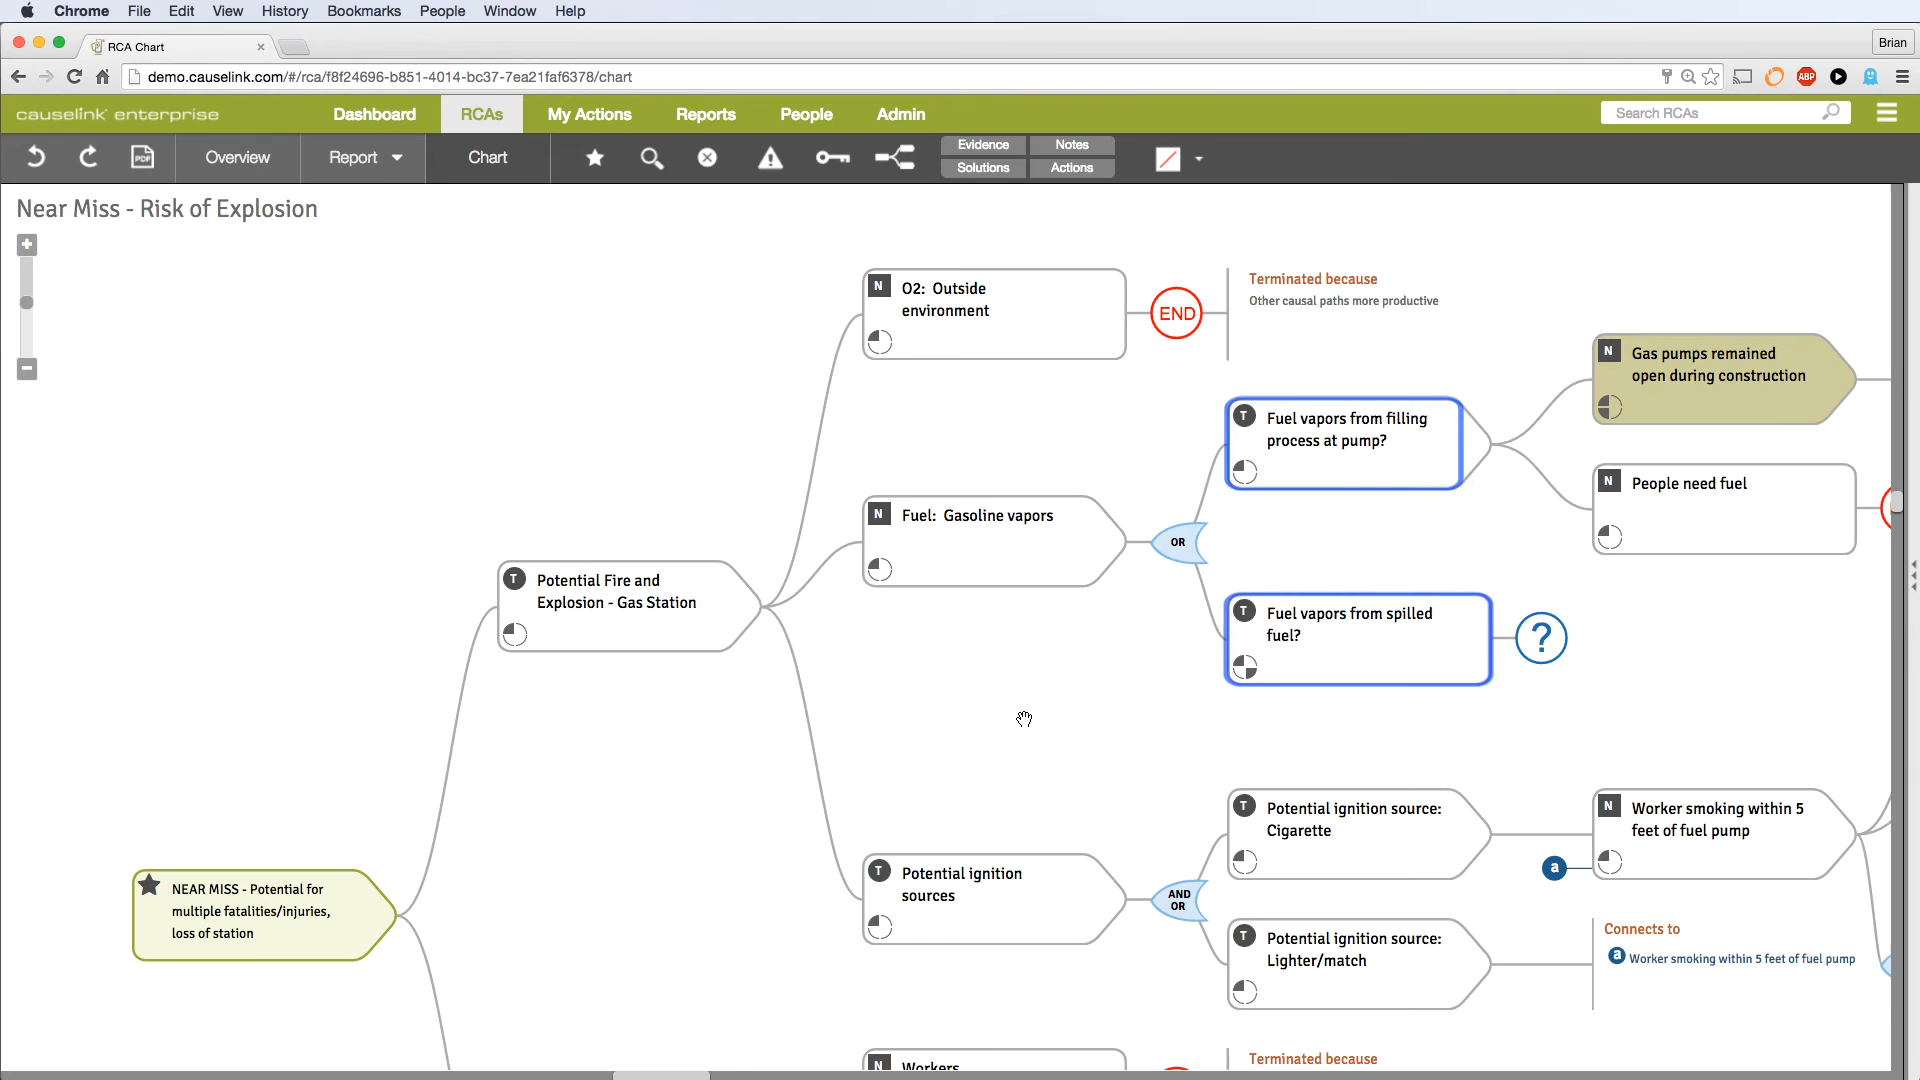 Chrome File Edit View History Bookmarks People Window Help
RCA Chart
Brian
demo.causelink.com/#/rca/f8f24696-b851-4014-bc37-7ea21faf6378/chart
ABP
causelink enterprise
Dashboard RCAs My Actions Reports People Admin
Search RCAs
PDF
Overview Report Chart
Evidence Notes
Solutions Actions
Near Miss - Risk of Explosion
N
O2: Outside
environment
END
Terminated because
Other causal paths more productive
N
Gas pumps remained
open during construction
T
Fuel vapors from filling
process at pump?
N
People need fuel
N
Fuel: Gasoline vapors
OR
T
Potential Fire and
Explosion - Gas Station
T
Fuel vapors from spilled
fuel?
?
T
Potential ignition source:
Cigarette
N
Worker smoking within 5
feet of fuel pump
a
T
Potential ignition
sources
AND
OR
NEAR MISS - Potential for
multiple fatalities/injuries,
loss of station
T
Potential ignition source:
Lighter/match
Connects to
a Worker smoking within 5 feet of fuel pump
N
Workers
Terminated because